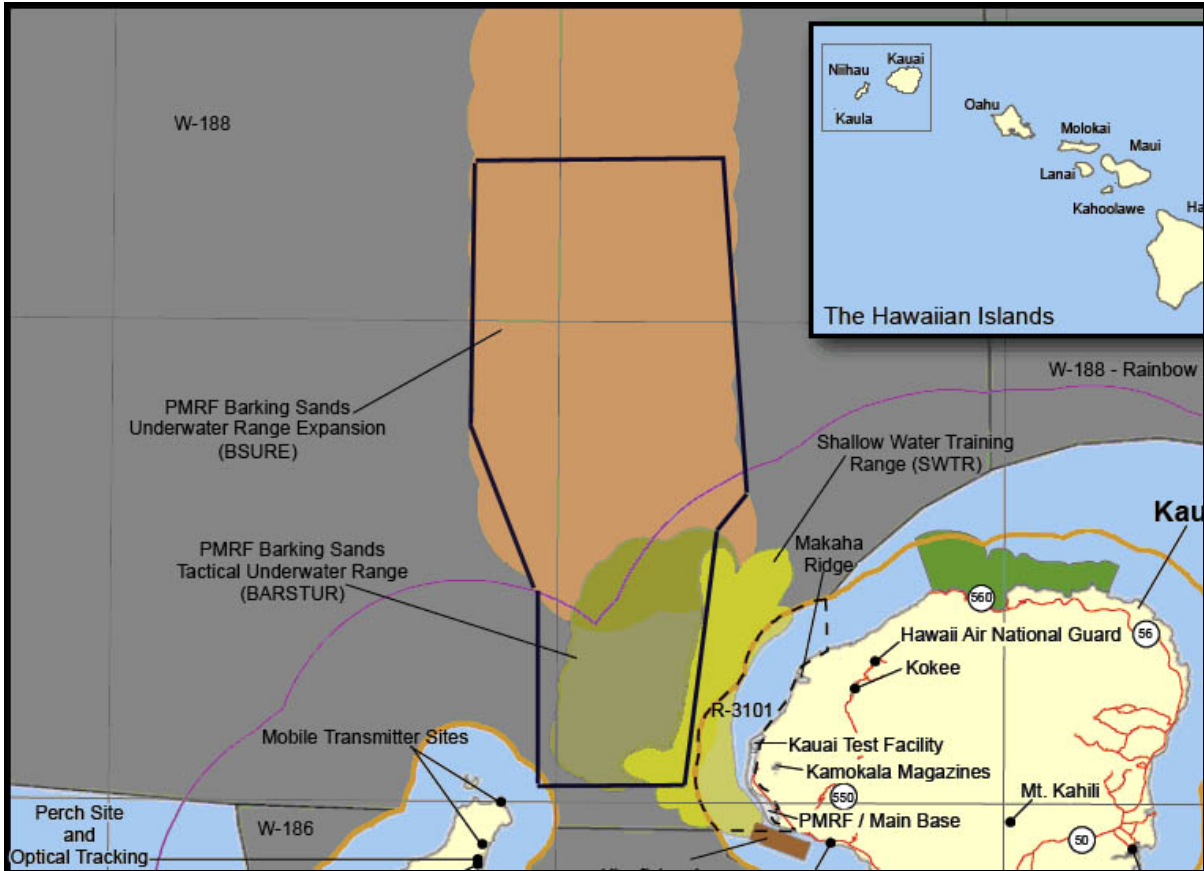 W-188
Niihau
Kauai
Kaula
Oahu
Molokai
Maui
Lanai
Kahoolawe
Ha
The Hawaiian Islands
W-188 - Rainbow
PMRF Barking Sands
Underwater Range Expansion
(BSURE)
Shallow Water Training
Range (SWTR)
Kau
Makaha
Ridge
PMRF Barking Sands
Tactical Underwater Range
(BARSTUR)
560
56
Hawaii Air National Guard
Kokee
R-3101
Mobile Transmitter Sites
Kauai Test Facility
Kamokala Magazines
Mt. Kahili
550
PMRF / Main Base
50
Perch Site
and
Optical Tracking
W-186